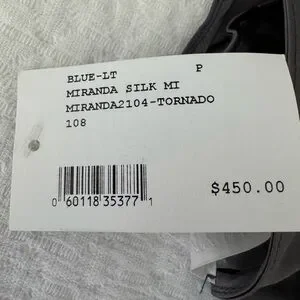 BLUE-LT P
MIRANDA SILK MI
MIRANDA2104-TORNADO
108
0 60118 35377 1
$450.00